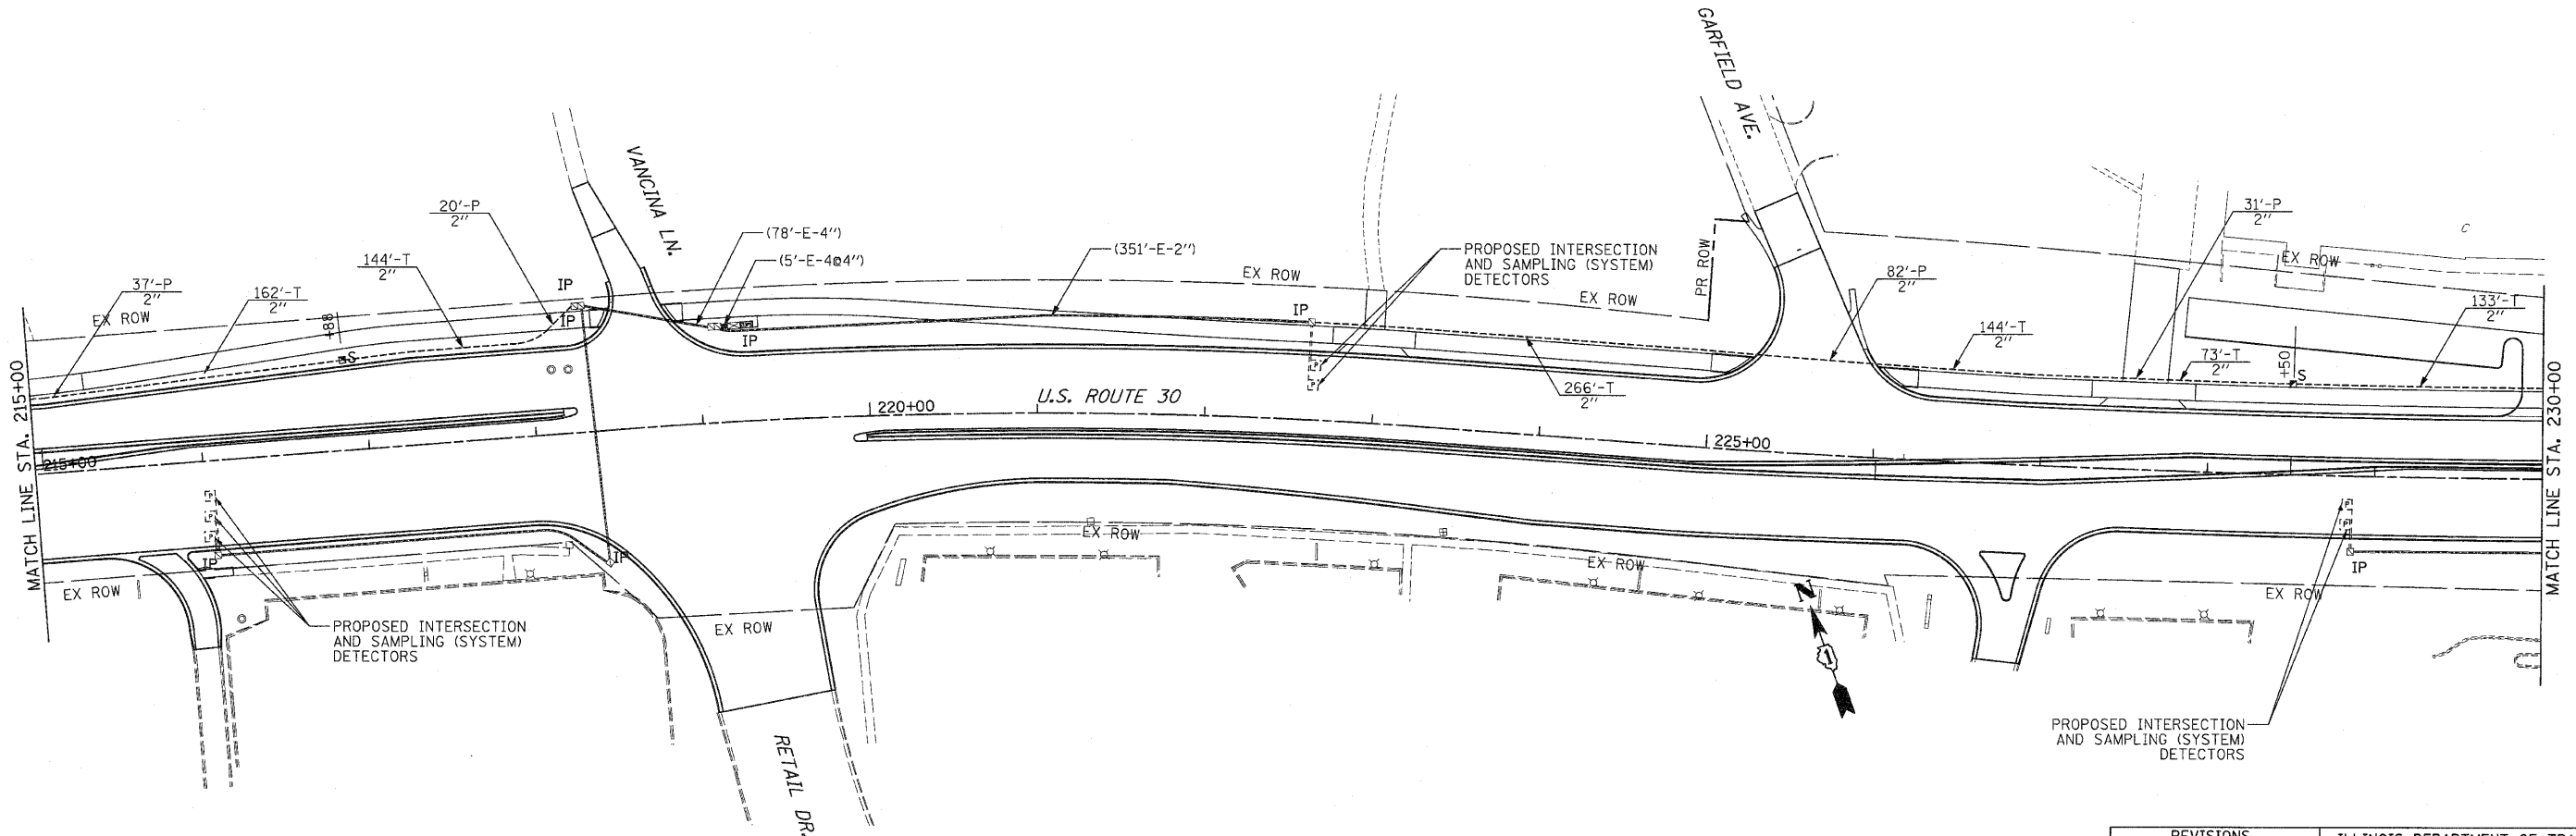 GARFIELD AVE.
VANCINA LN.
20'-P
2"
(78'-E-4")
(5'-E-4@4")
(351'-E-2")
EX ROW
PROPOSED INTERSECTION
AND SAMPLING (SYSTEM)
DETECTORS
EX ROW
PR ROW
82'-P
2"
31'-P
2"
EX ROW
C
37'-P
2"
EX ROW
162'-T
2"
144'-T
2"
+88
S
IP
IP
IP
IP
144'-T
2"
73'-T
2"
+50
S
133'-T
2"
266'-T
2"
U.S. ROUTE 30
220+00
225+00
215+00
MATCH LINE STA. 215+00
MATCH LINE STA. 230+00
P
P
P
P
P
P
P
IP
IP
IP
EX ROW
EX ROW
EX ROW
EX ROW
EX ROW
N
PROPOSED INTERSECTION
AND SAMPLING (SYSTEM)
DETECTORS
PROPOSED INTERSECTION
AND SAMPLING (SYSTEM)
DETECTORS
RETAIL DR.
REVISIONS